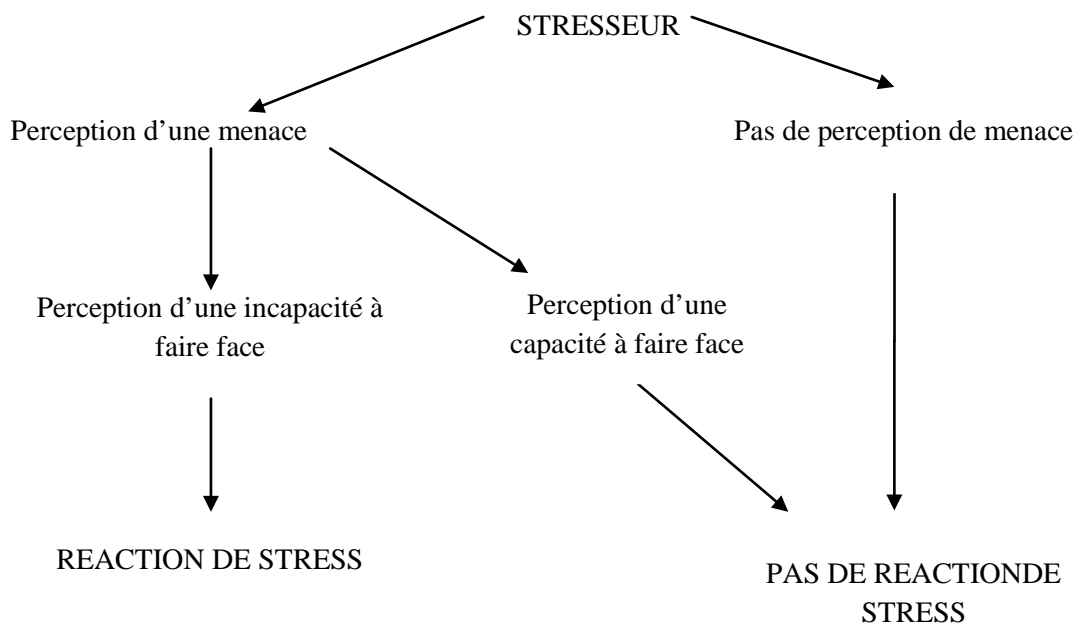 STRESSEUR
Perception d’une menace
Pas de perception de menace
Perception d’une incapacité à
faire face
Perception d’une
capacité à faire face
REACTION DE STRESS
PAS DE REACTIONDE
STRESS